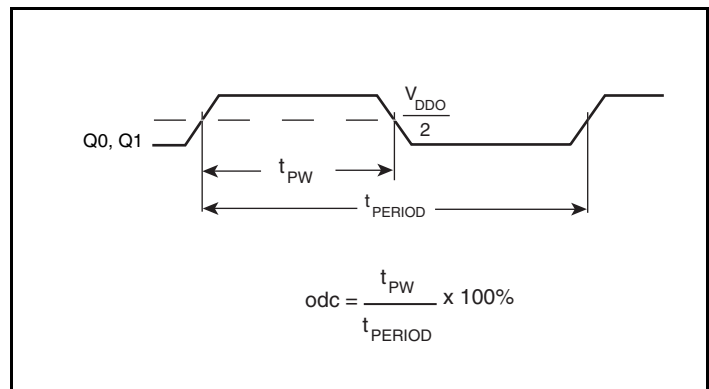 V_DDO
2
Q0, Q1
t_PW
t_PERIOD
odc = t_PW / t_PERIOD x 100%